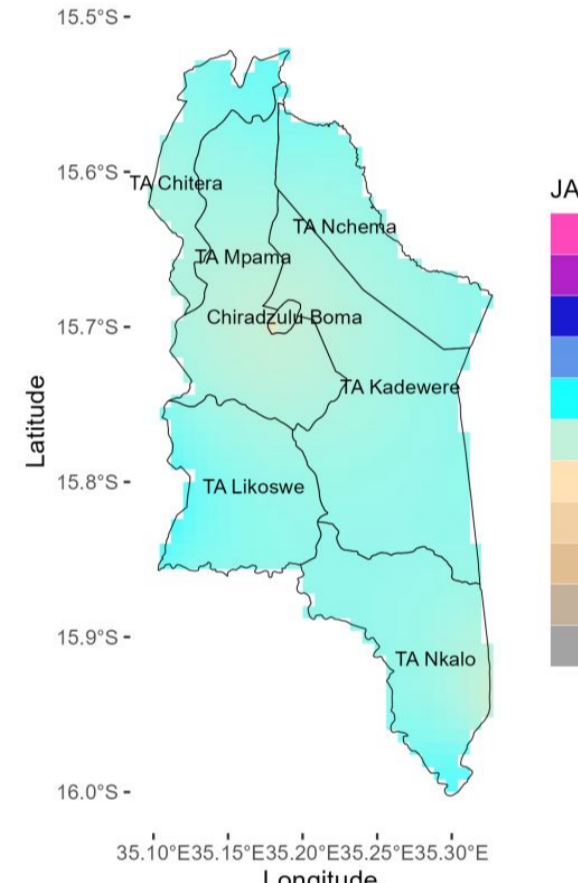 15.5°S
15.6°S
TA Chitera
TA Nchema
TA Mpama
JA
Chiradzulu Boma
15.7°S
TA Kadewere
Latitude
TA Likoswe
15.8°S
15.9°S
TA Nkalo
16.0°S
35.10°E35.15°E35.20°E35.25°E35.30°E
Longitude